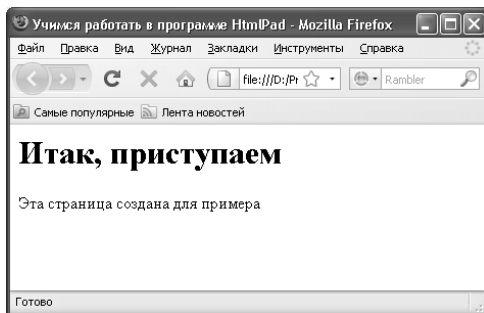 Учимся работать в программе HtmlPad - Mozilla Firefox
Файл Правка Вид Журнал Закладки Инструменты Справка
file:///D:/Pr Rambler
Самые популярные Лента новостей
Итак, приступаем
Эта страница создана для примера
Готово